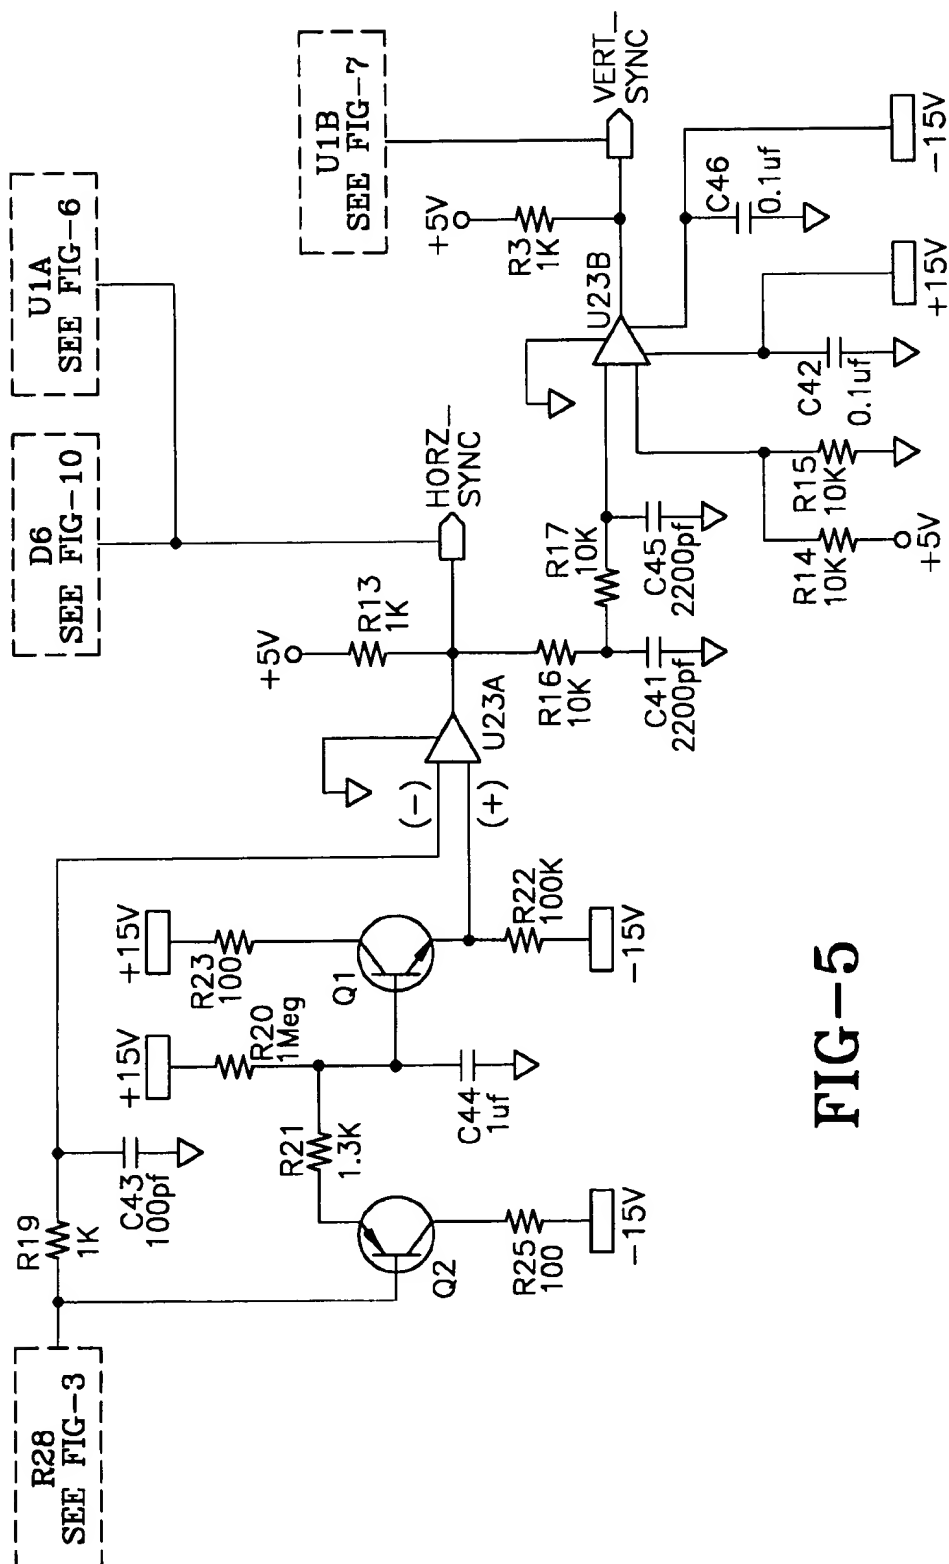 R28
SEE FIG-3
R19
1K
C43
100pf
Q2
R25
100
-15V
R21
1.3K
+15V
R20
1Meg
C44
1uf
+15V
R23
100
Q1
R22
100K
-15V
(-)
(+)
U23A
+5V
R13
1K
HORZ_
SYNC
D6
SEE FIG-10
U1A
SEE FIG-6
R16
10K
C41
2200pf
R17
10K
C45
2200pf
R14
10K
+5V
R15
10K
C42
0.1uf
+15V
U23B
+5V
R3
1K
C46
0.1uf
-15V
VERT_
SYNC
U1B
SEE FIG-7
FIG-5